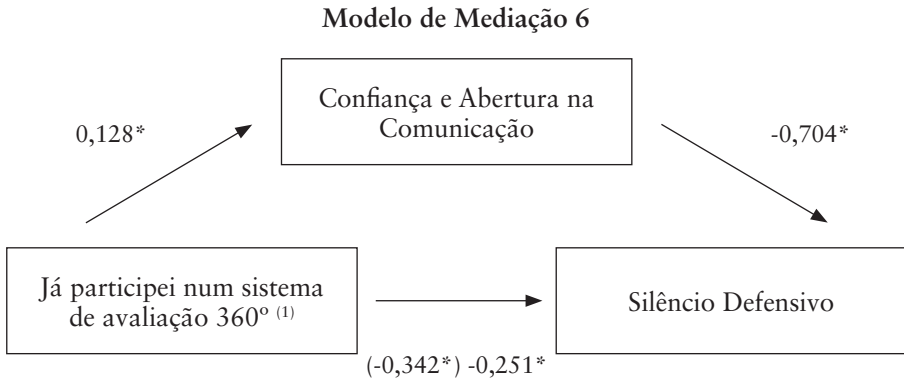 Modelo de Mediação 6
Confiança e Abertura na
Comunicação
0,128*
-0,704*
Já participei num sistema
de avaliação 360º (1)
Silêncio Defensivo
(-0,342*) -0,251*